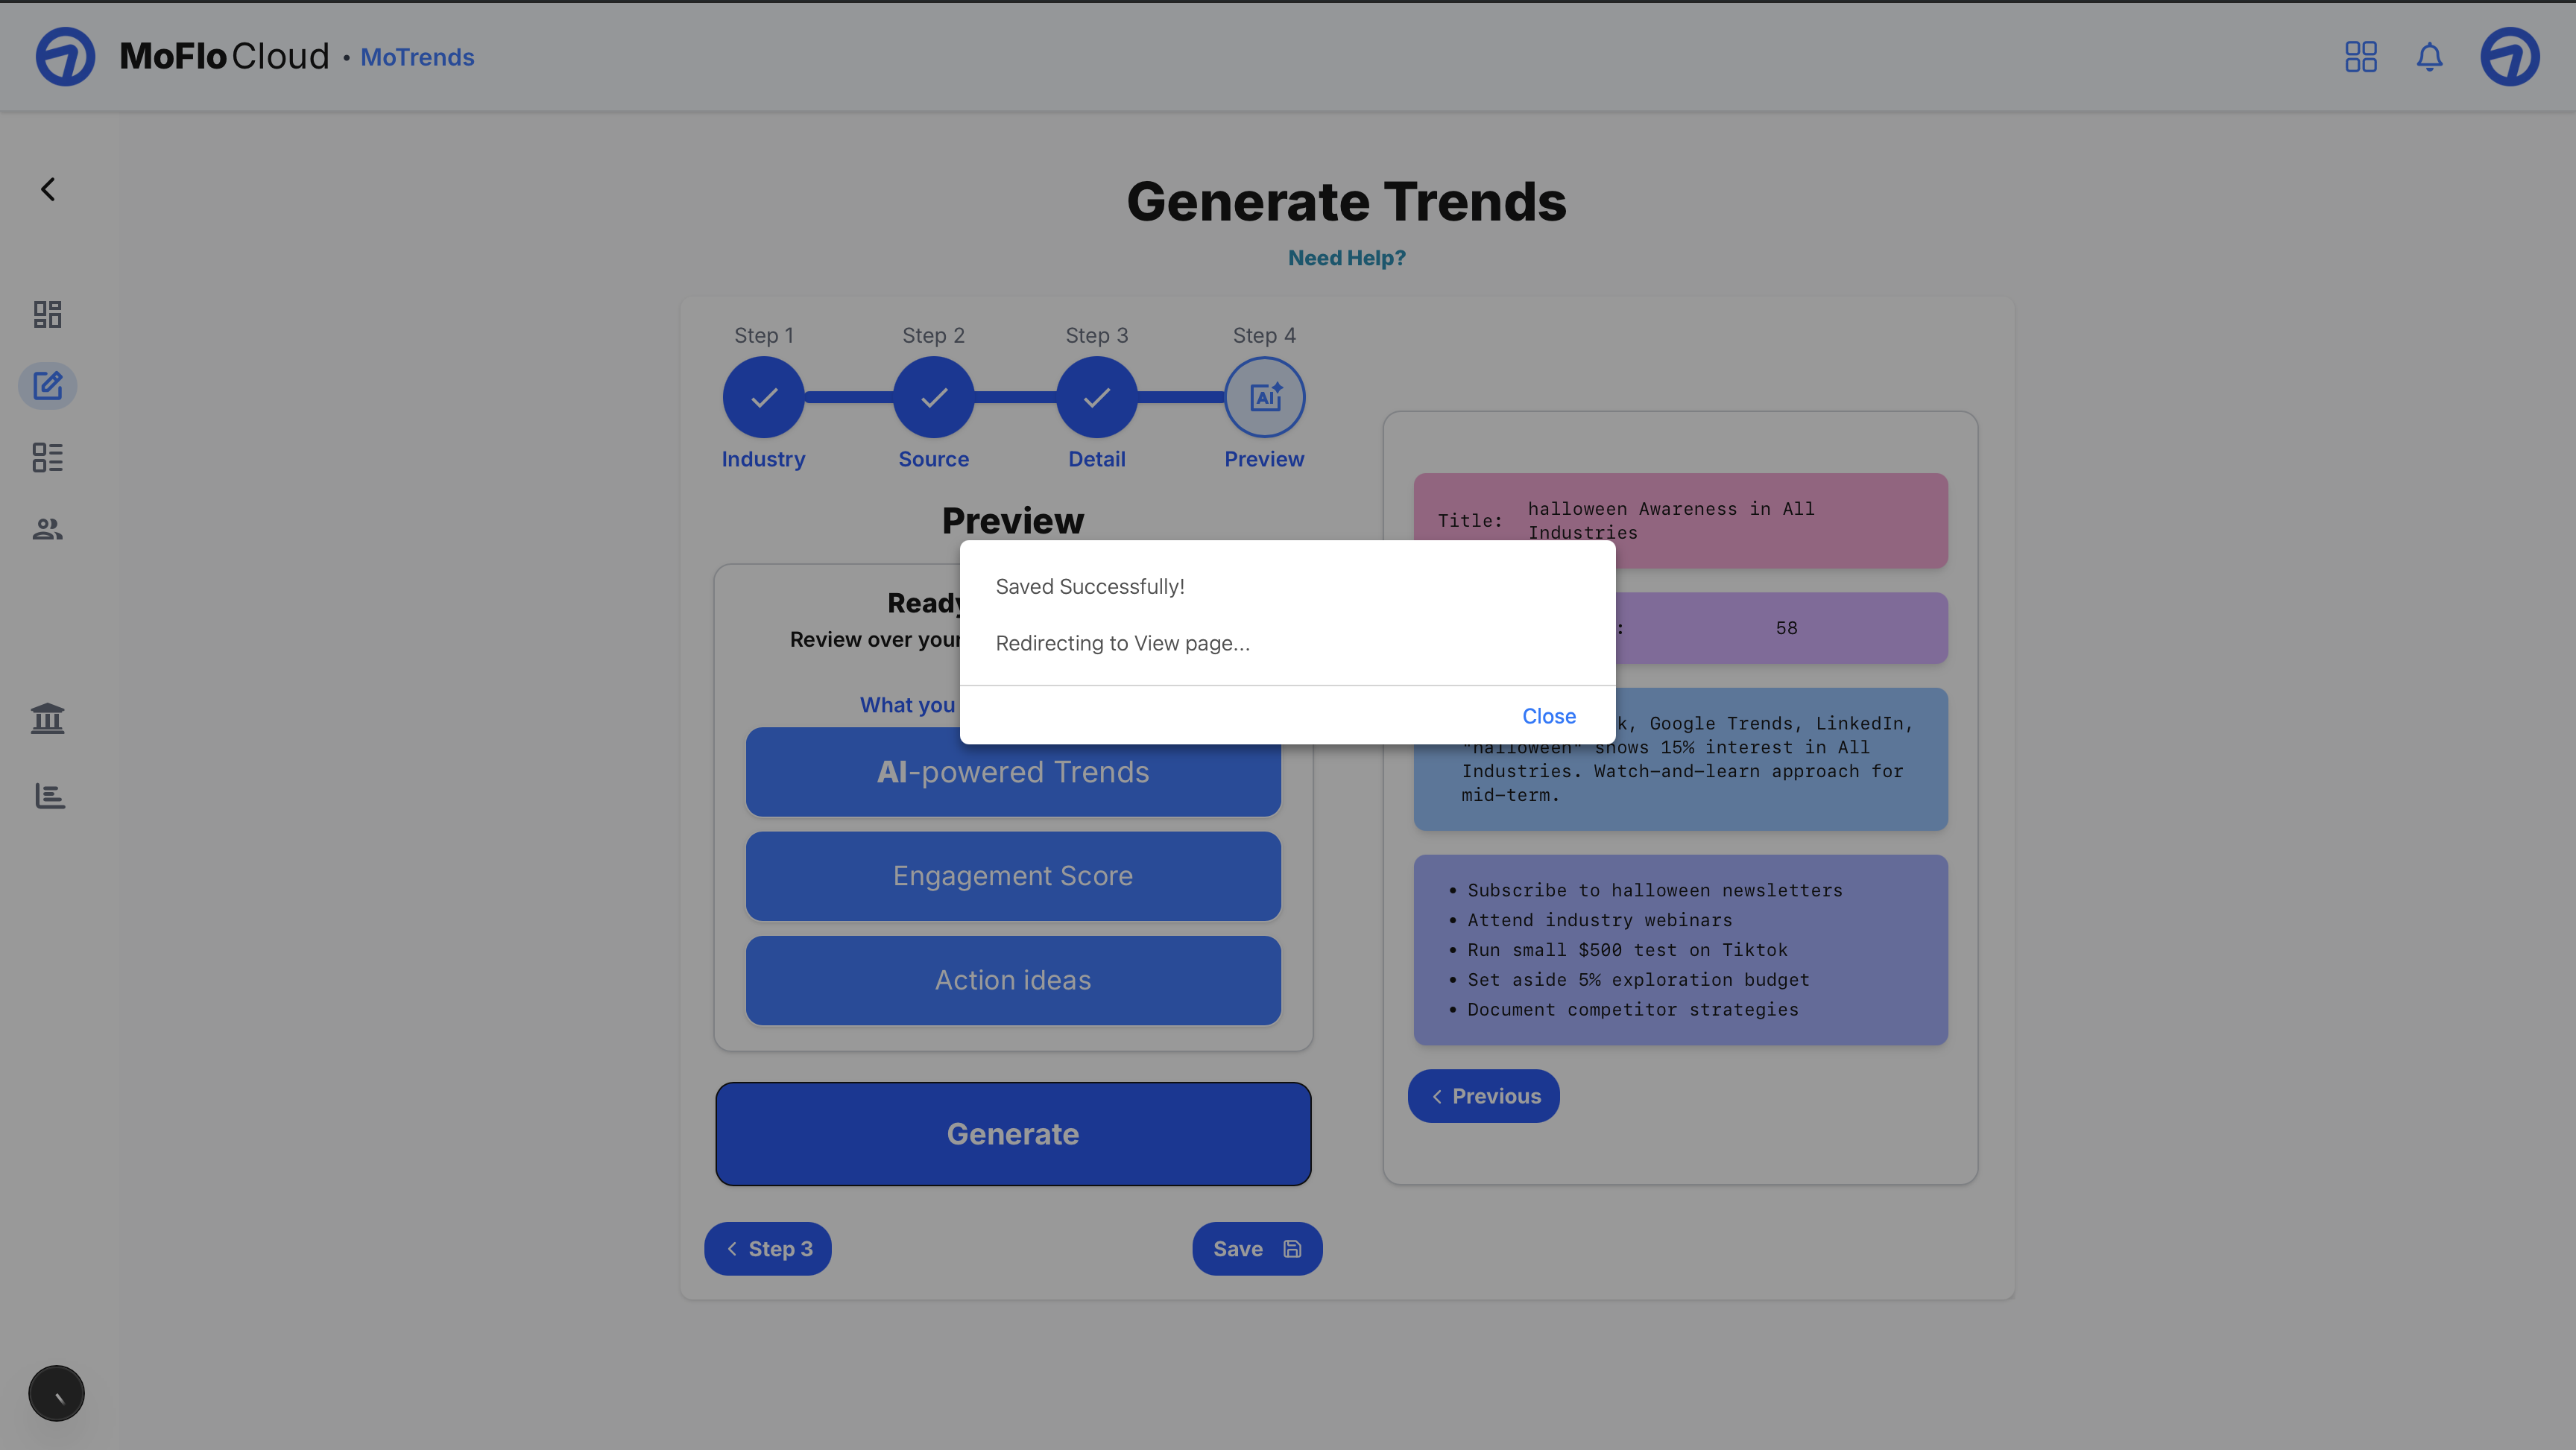 MoFlo Cloud • MoTrends
Generate Trends
Need Help?
Step 1
Step 2
Step 3
Step 4
AI
Industry
Source
Detail
Preview
Preview
Ready
Review over your
What you
AI-powered Trends
Engagement Score
Action ideas
Generate
Step 3
Save
Title: halloween Awareness in All
Industries
: 58
k, Google Trends, LinkedIn,
"halloween" shows 15% interest in All
Industries. Watch-and-learn approach for
mid-term.
• Subscribe to halloween newsletters
• Attend industry webinars
• Run small $500 test on Tiktok
• Set aside 5% exploration budget
• Document competitor strategies
Previous
Saved Successfully!
Redirecting to View page...
Close